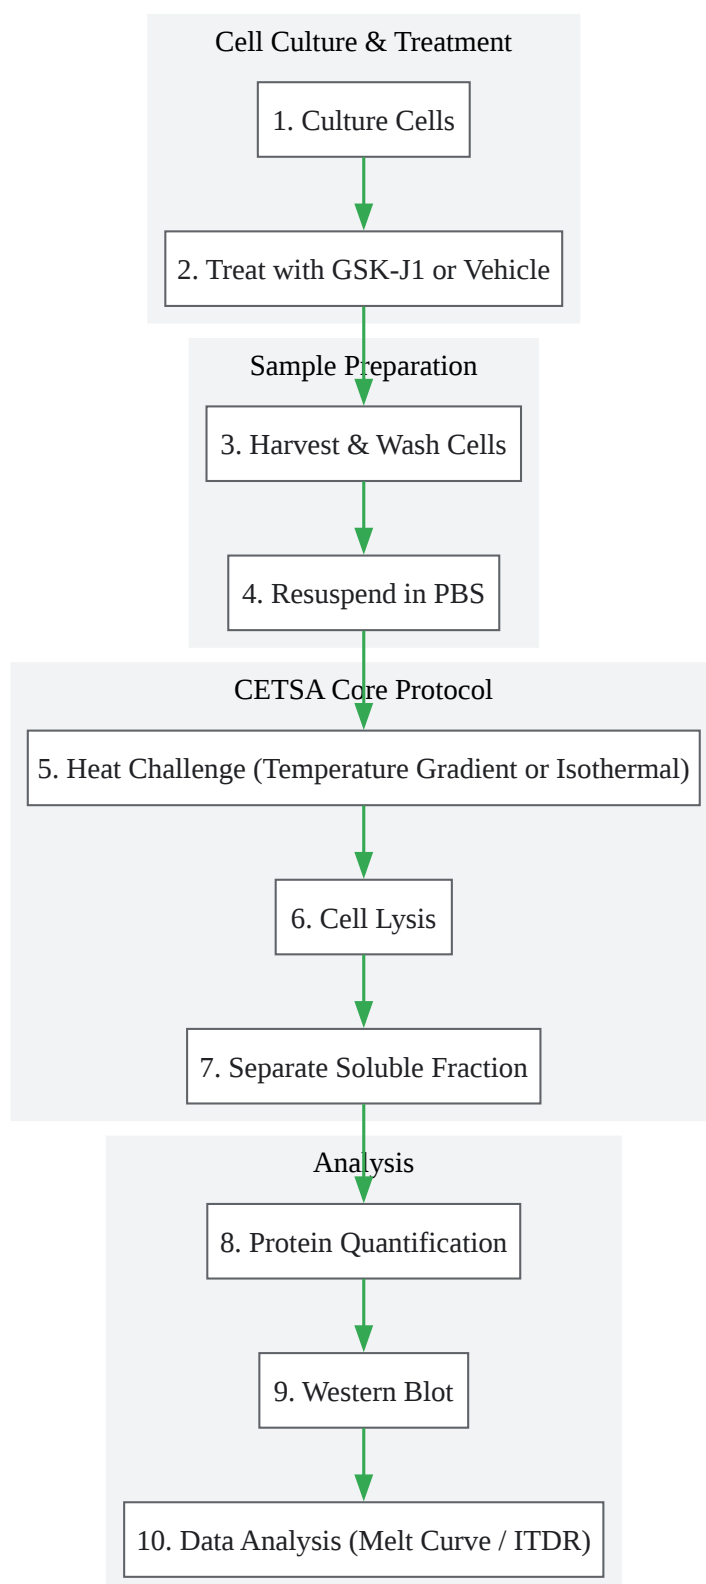 Cell Culture & Treatment
1. Culture Cells
2. Treat with GSK-J1 or Vehicle
Sample Preparation
3. Harvest & Wash Cells
4. Resuspend in PBS
CETSA Core Protocol
5. Heat Challenge (Temperature Gradient or Isothermal)
6. Cell Lysis
7. Separate Soluble Fraction
Analysis
8. Protein Quantification
9. Western Blot
10. Data Analysis (Melt Curve / ITDR)